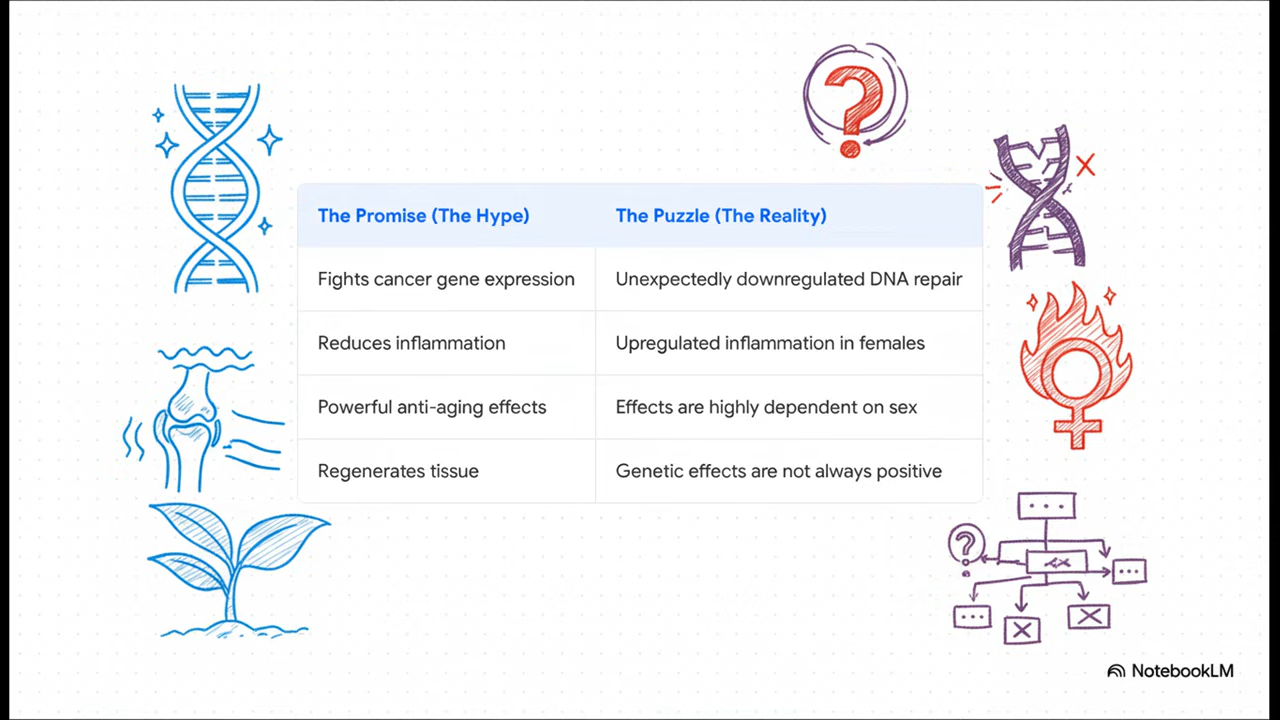 The Promise (The Hype) The Puzzle (The Reality)
Fights cancer gene expression Unexpectedly downregulated DNA repair
Reduces inflammation Upregulated inflammation in females
Powerful anti-aging effects Effects are highly dependent on sex
Regenerates tissue Genetic effects are not always positive
NotebookLM